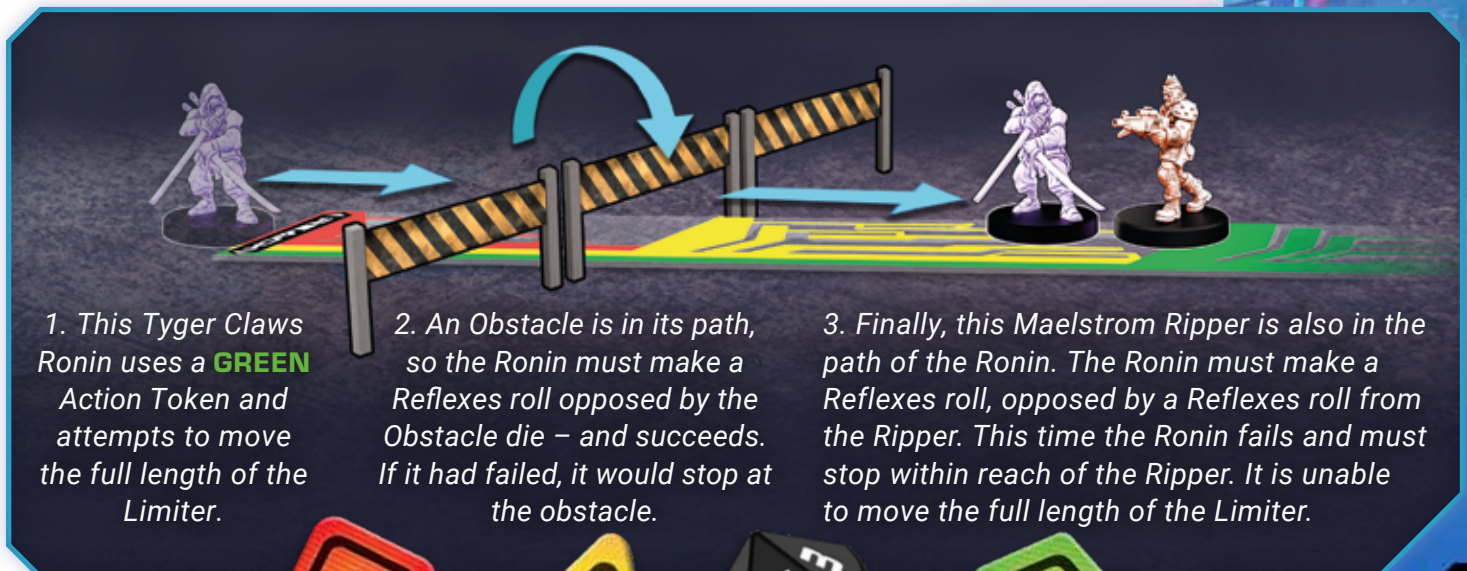 1. This Tyger Claws
Ronin uses a GREEN
Action Token and
attempts to move
the full length of the
Limiter.
2. An Obstacle is in its path,
so the Ronin must make a
Reflexes roll opposed by the
Obstacle die – and succeeds.
If it had failed, it would stop at
the obstacle.
3. Finally, this Maelstrom Ripper is also in the
path of the Ronin. The Ronin must make a
Reflexes roll, opposed by a Reflexes roll from
the Ripper. This time the Ronin fails and must
stop within reach of the Ripper. It is unable
to move the full length of the Limiter.